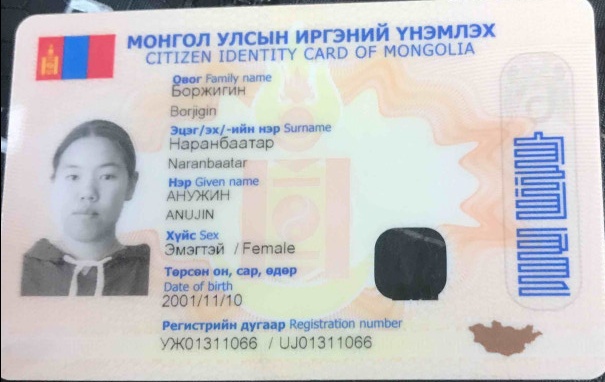 МОНГОЛ УЛСЫН ИРГЭНИЙ ҮНЭМЛЭХ
CITIZEN IDENTITY CARD OF MONGOLIA
Овог Family name
Боржигин
Borjigin
Эцэг/эх/-ийн нэр Surname
Наранбаатар
Naranbaatar
Нэр Given name
АНУЖИН
ANUJIN
Хүйс Sex
Эмэгтэй / Female
Төрсөн он, сар, өдөр
Date of birth
2001/11/10
Регистрийн дугаар Registration number
УЖ01311066 / UJ01311066